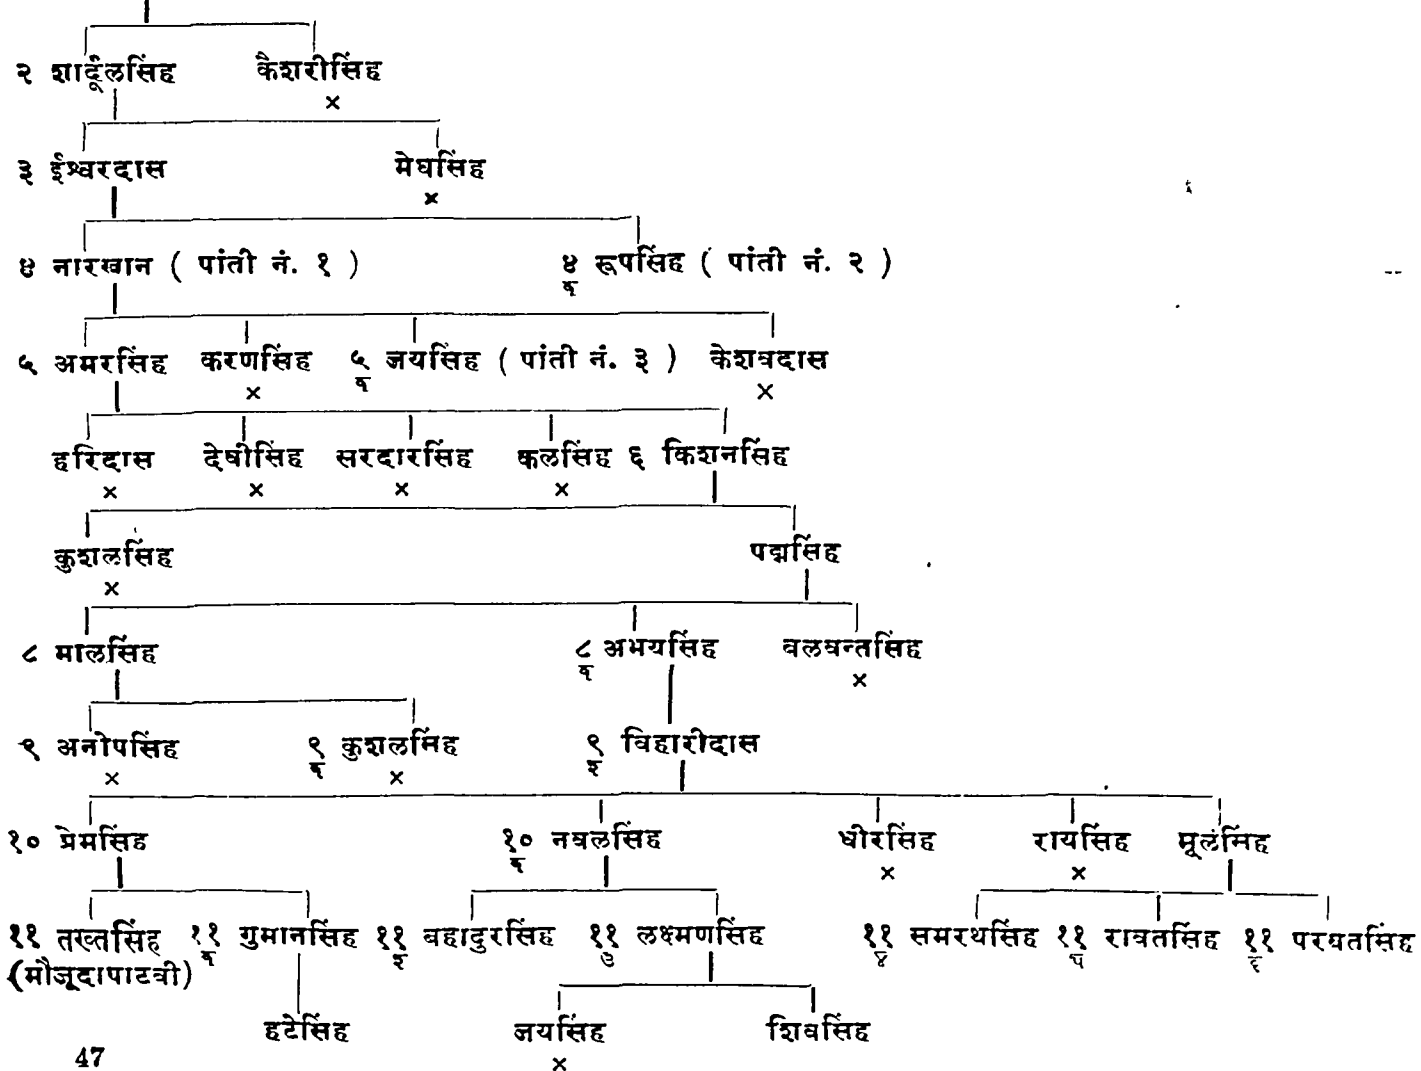 २ शार्दूलसिंह कैशरीसिंह
×
३ ईश्वरदास मेघसिंह
×
४ नारखान ( पांती नं. १ ) ४ रूपसिंह ( पांती नं. २ )
५ अमरसिंह करणसिंह ५ जयसिंह ( पांती नं. ३ ) केशवदास
× ×
हरिदास देवीसिंह सरदारसिंह कलसिंह ६ किशनसिंह
× × × ×
कुशलसिंह पद्मसिंह
×
८ मालसिंह ८ अभयसिंह बलवन्तसिंह
×
९ अनोपसिंह ९ कुशलसिंह ९ विहारीदास
× ×
१० प्रेमसिंह १० नवलसिंह धीरसिंह रायसिंह मूलसिंह
× ×
११ तख्तसिंह ११ गुमानसिंह ११ बहादुरसिंह ११ लक्ष्मणसिंह ११ समरथसिंह ११ रावतसिंह ११ परवतसिंह
(मौजूदापाटवी)
हटेसिंह जयसिंह शिवसिंह
47 ×